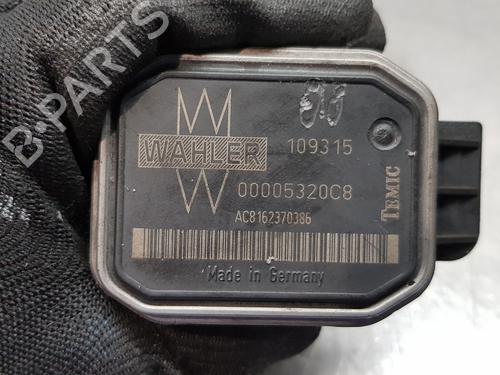 WAHLER
109315
00005320C8
AC8162370386
TEMIC
Made in Germany
B-PARTS